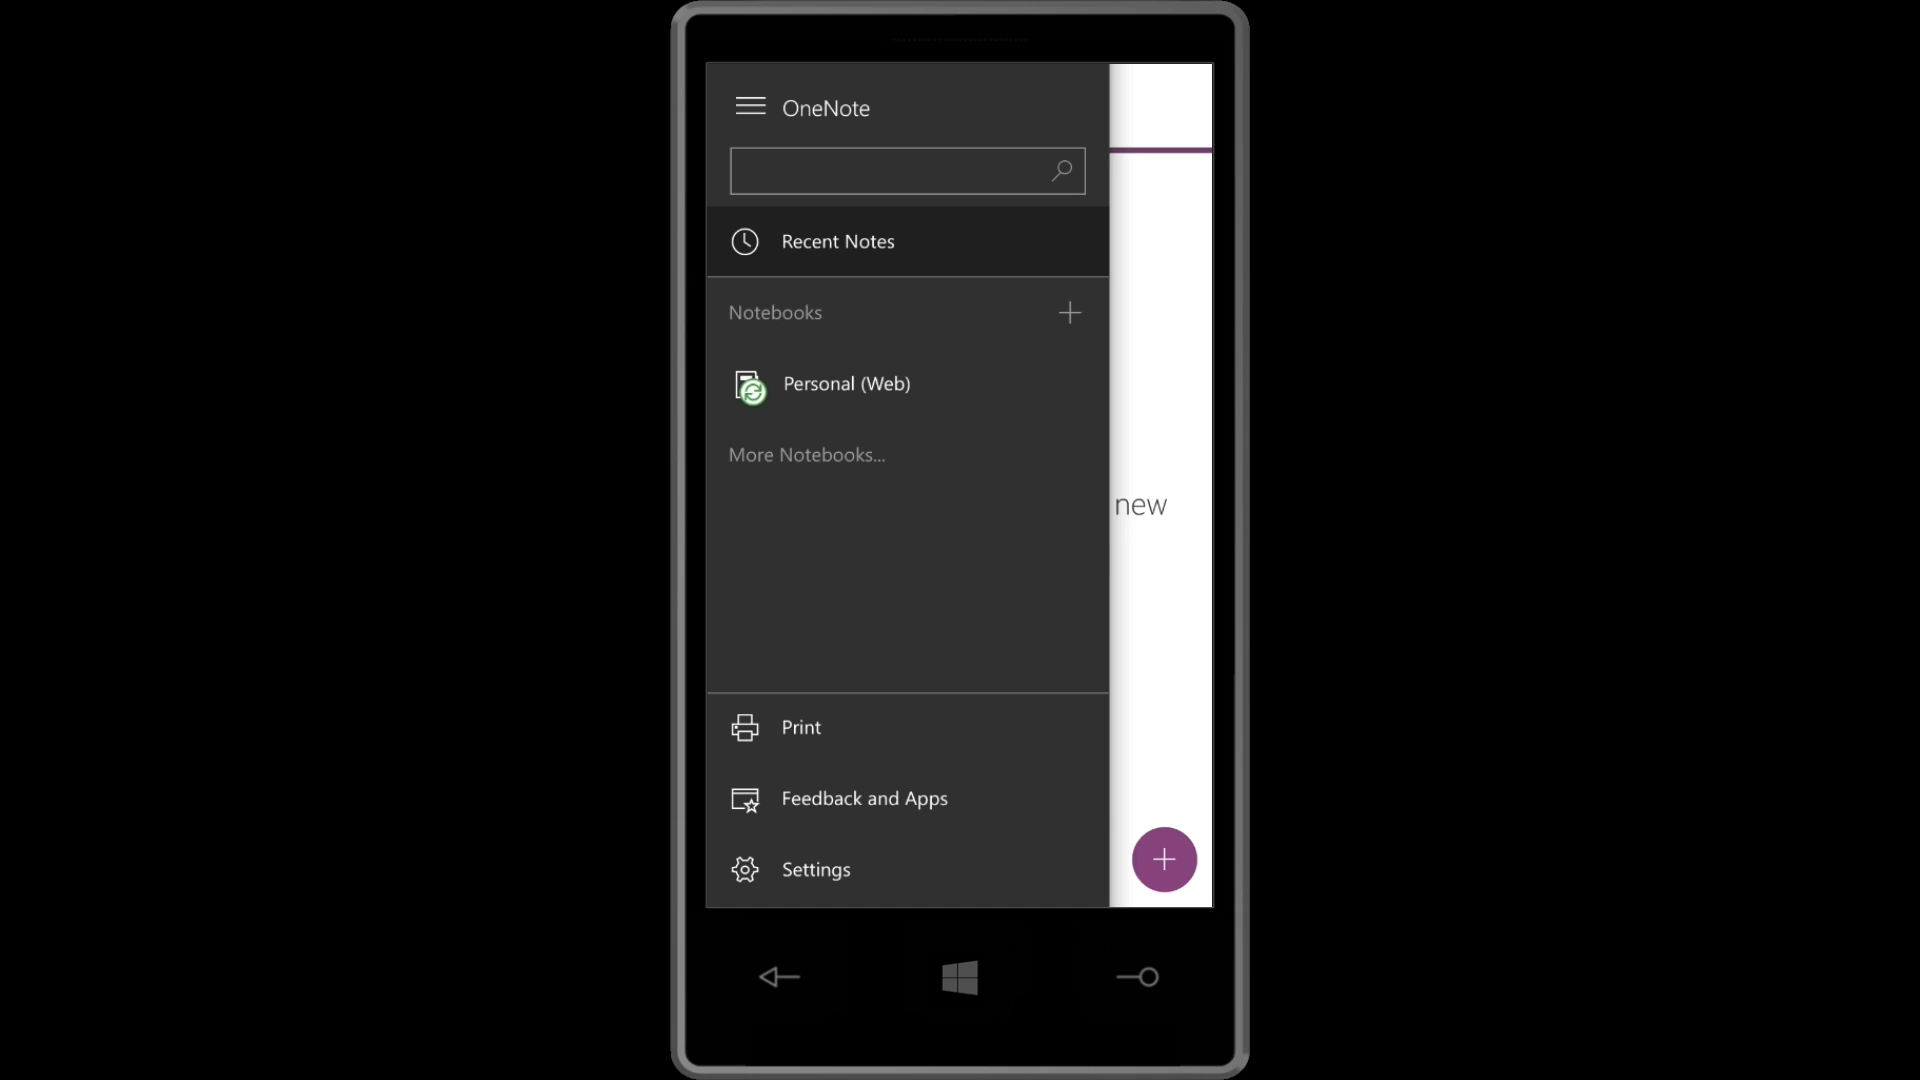 OneNote
Recent Notes
Notebooks
Personal (Web)
More Notebooks...
new
Print
Feedback and Apps
Settings